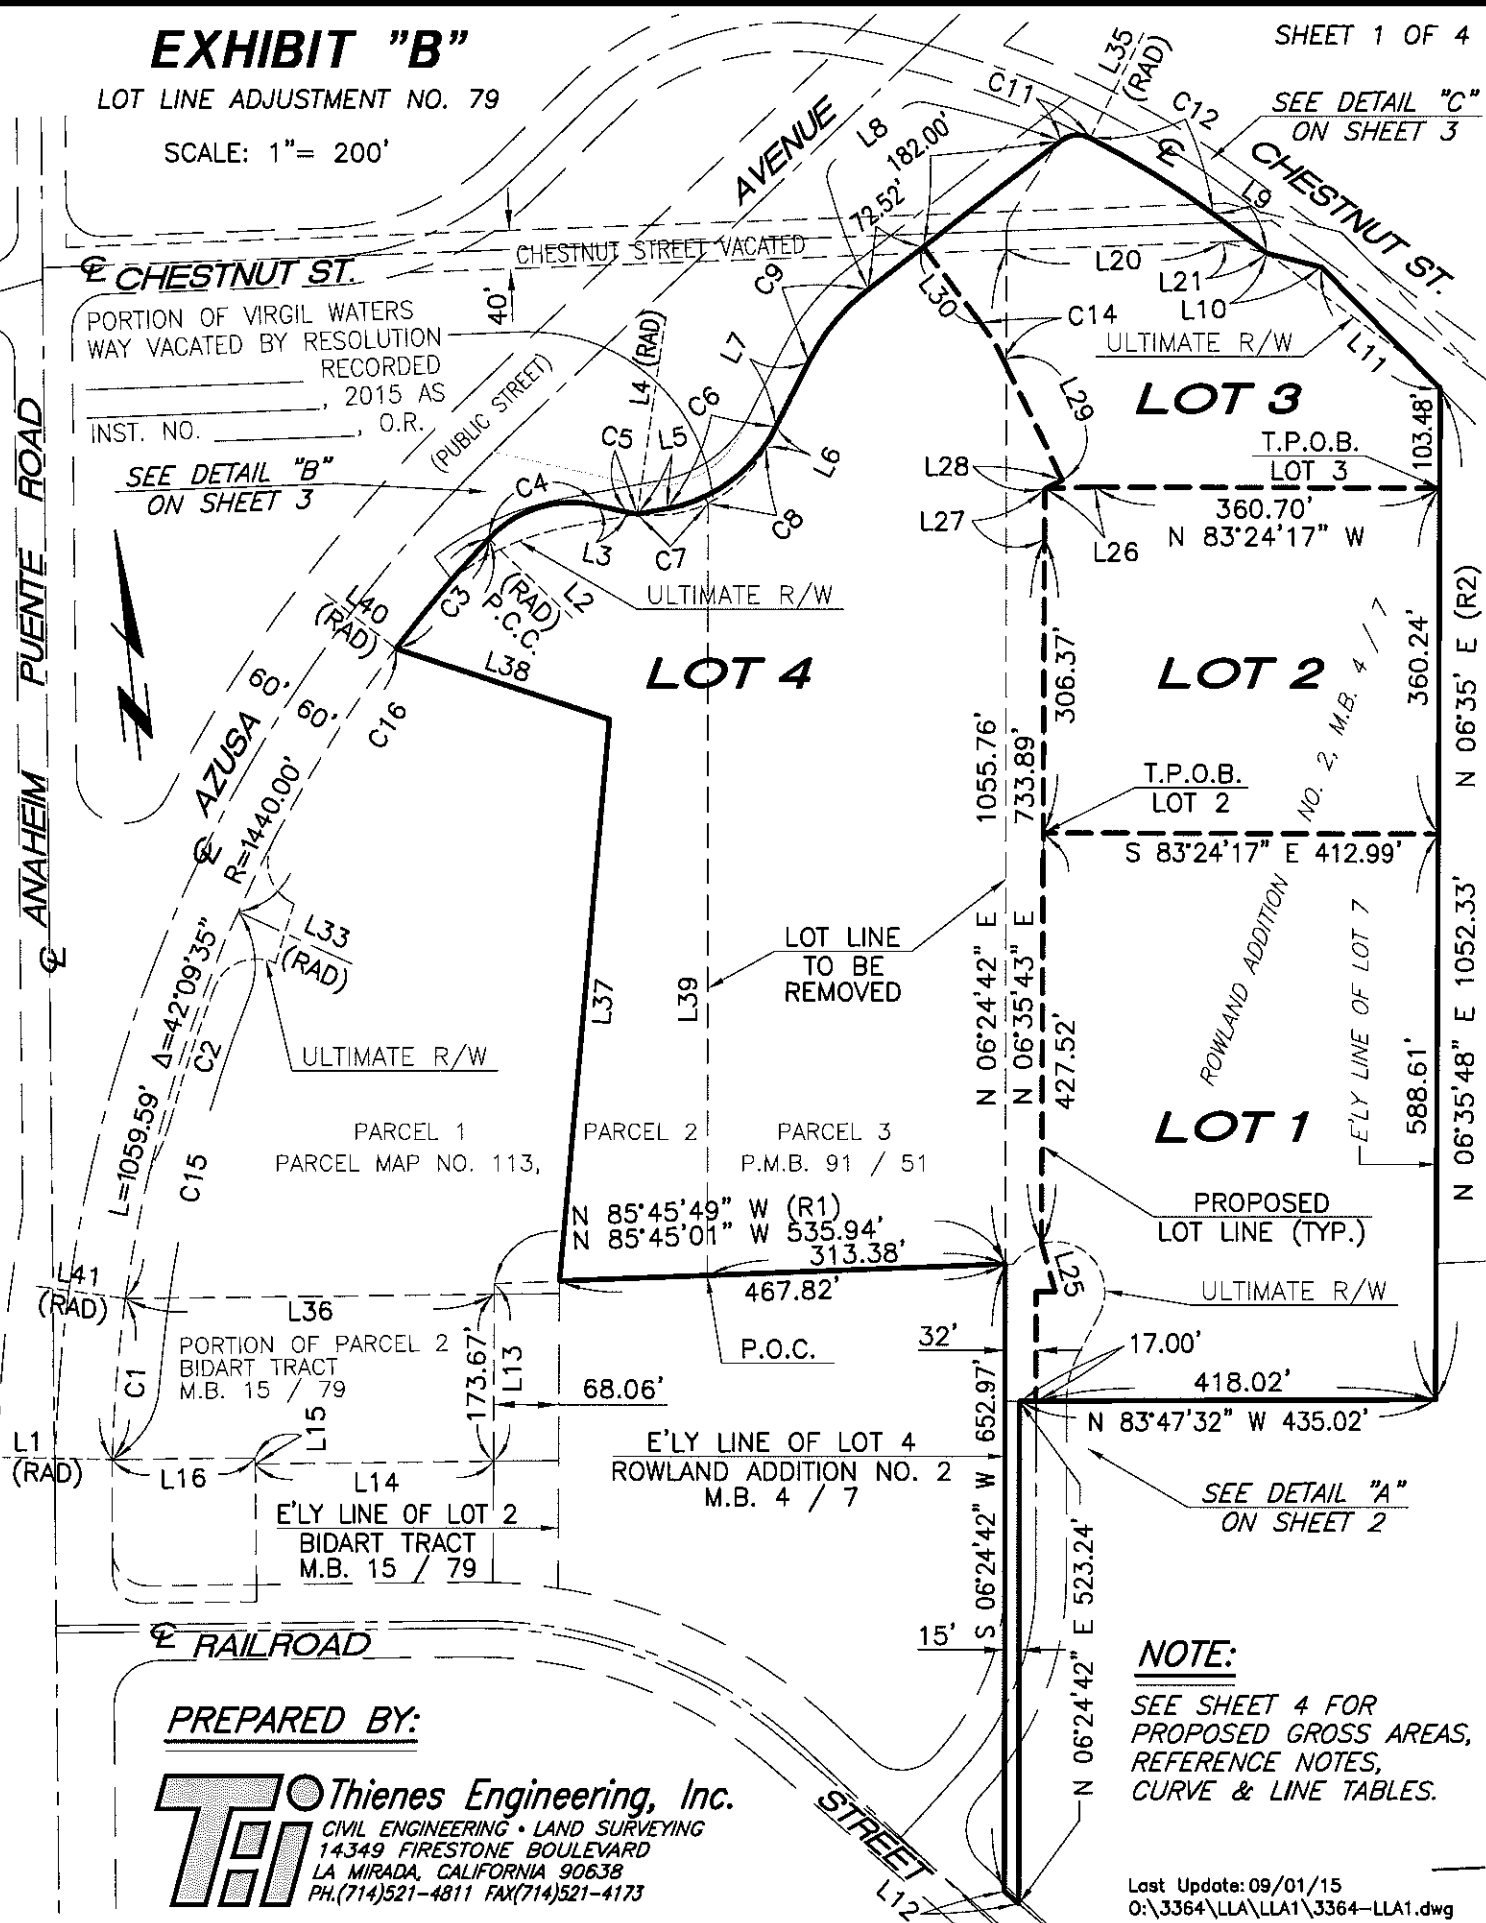 EXHIBIT "B"
LOT LINE ADJUSTMENT NO. 79
SCALE: 1"= 200'
SHEET 1 OF 4
SEE DETAIL "C"
ON SHEET 3
L35
(RAD)
C11
C12
L8
182.00'
72.52'
AVENUE
℄
CHESTNUT ST.
L9
CHESTNUT STREET VACATED
℄ CHESTNUT ST.
40'
L20
L21
L10
L30
C14
ULTIMATE R/W
L11
C9
L7
PORTION OF VIRGIL WATERS
WAY VACATED BY RESOLUTION
RECORDED
, 2015 AS
INST. NO. , O.R.
(PUBLIC STREET)
L4 (RAD)
C6
C5
L5
L6
L29
LOT 3
103.48'
T.P.O.B.
LOT 3
SEE DETAIL "B"
ON SHEET 3
C4
L3
C7
C8
L28
L27
L26
360.70'
N 83°24'17" W
C3
L2
(RAD)
P.C.C.
ULTIMATE R/W
L40
(RAD)
L38
C16
60'
60'
LOT 4
LOT 2
306.37'
360.24'
N 06°35' E (R2)
ANAHEIM PUENTE ROAD
℄
℄ AZUSA
R=1440.00'
L=1059.59' Δ=42°09'35"
1055.76'
733.89'
T.P.O.B.
LOT 2
S 83°24'17" E 412.99'
ROWLAND ADDITION NO. 2, M.B. 4 / 7
E'LY LINE OF LOT 7
L33
(RAD)
L37
L39
LOT LINE
TO BE
REMOVED
N 06°24'42" E
N 06°35'43" E
427.52'
588.61'
N 06°35'48" E 1052.33'
C2
C15
ULTIMATE R/W
PARCEL 1
PARCEL 2
PARCEL 3
PARCEL MAP NO. 113,
P.M.B. 91 / 51
LOT 1
N 85°45'49" W (R1)
N 85°45'01" W 535.94'
313.38'
467.82'
PROPOSED
LOT LINE (TYP.)
L25
ULTIMATE R/W
L41
(RAD)
L36
PORTION OF PARCEL 2
BIDART TRACT
M.B. 15 / 79
C1
173.67'
L13
P.O.C.
32'
17.00'
68.06'
418.02'
N 83°47'32" W 435.02'
L1
(RAD)
L16
L15
L14
E'LY LINE OF LOT 4
ROWLAND ADDITION NO. 2
M.B. 4 / 7
S 06°24'42" W 652.97'
SEE DETAIL "A"
ON SHEET 2
E'LY LINE OF LOT 2
BIDART TRACT
M.B. 15 / 79
N 06°24'42" E 523.24'
15'
℄ RAILROAD
STREET
L12
NOTE:
SEE SHEET 4 FOR
PROPOSED GROSS AREAS,
REFERENCE NOTES,
CURVE & LINE TABLES.
PREPARED BY:
THI
Thienes Engineering, Inc.
CIVIL ENGINEERING • LAND SURVEYING
14349 FIRESTONE BOULEVARD
LA MIRADA, CALIFORNIA 90638
PH.(714)521-4811 FAX(714)521-4173
Last Update: 09/01/15
O:\3364\LLA\LLA1\3364-LLA1.dwg